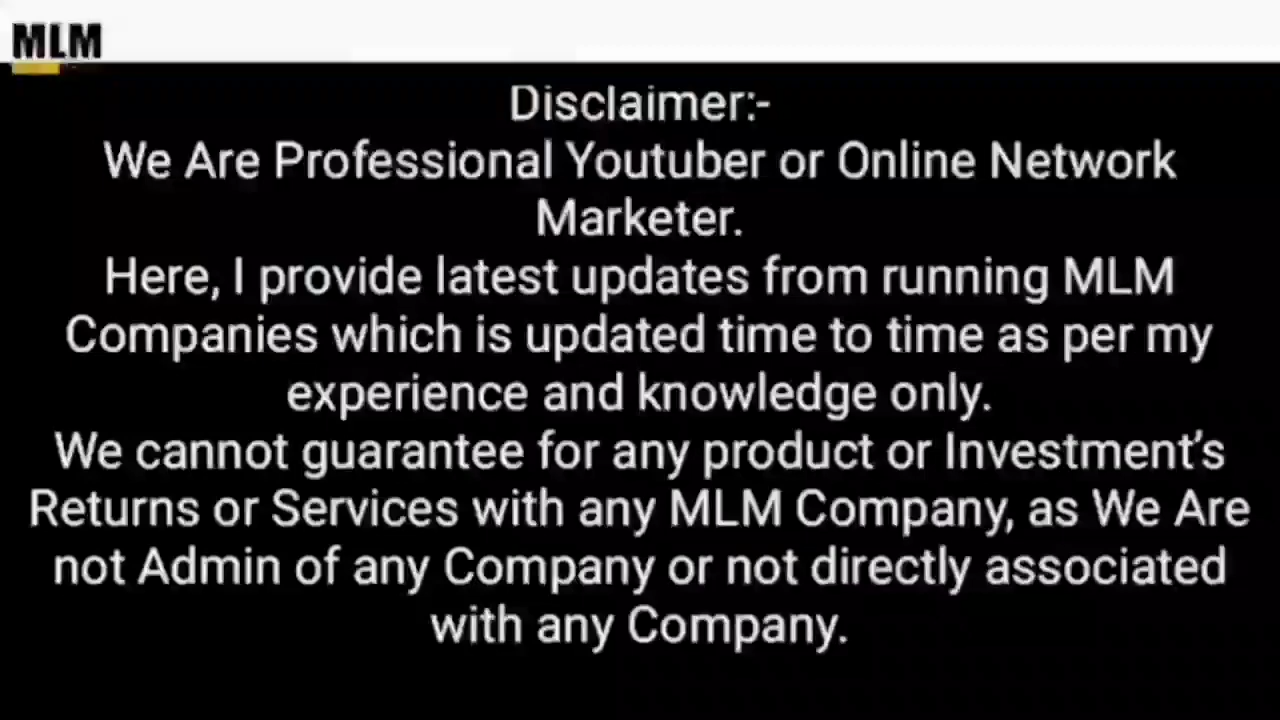 MLM
Disclaimer:-
We Are Professional Youtuber or Online Network
Marketer.
Here, I provide latest updates from running MLM
Companies which is updated time to time as per my
experience and knowledge only.
We cannot guarantee for any product or Investment’s
Returns or Services with any MLM Company, as We Are
not Admin of any Company or not directly associated
with any Company.